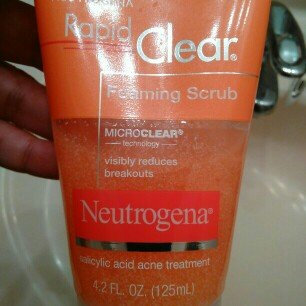 Rapid Clear®
Foaming Scrub
MICROCLEAR®
technology
visibly reduces
breakouts
Neutrogena®
salicylic acid acne treatment
4.2 FL. OZ. (125mL)